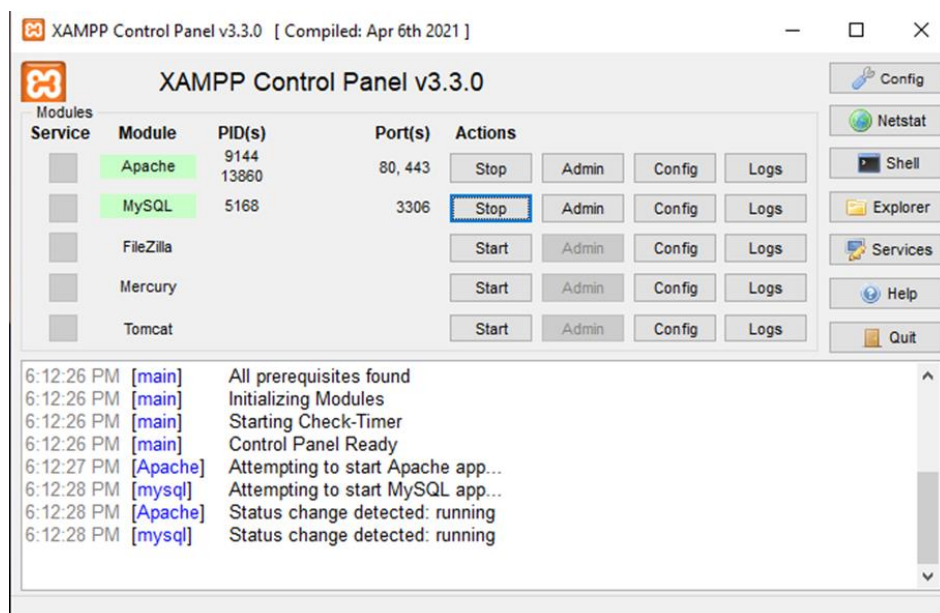 XAMPP Control Panel v3.3.0 [ Compiled: Apr 6th 2021 ]
XAMPP Control Panel v3.3.0
Config
Modules
Netstat
Service Module PID(s) Port(s) Actions
Apache 9144 13860 80, 443 Stop Admin Config Logs
Shell
MySQL 5168 3306 Stop Admin Config Logs
Explorer
FileZilla Start Admin Config Logs
Services
Mercury Start Admin Config Logs
Help
Tomcat Start Admin Config Logs
Quit
6:12:26 PM [main] All prerequisites found
6:12:26 PM [main] Initializing Modules
6:12:26 PM [main] Starting Check-Timer
6:12:26 PM [main] Control Panel Ready
6:12:27 PM [Apache] Attempting to start Apache app...
6:12:28 PM [mysql] Attempting to start MySQL app...
6:12:28 PM [Apache] Status change detected: running
6:12:28 PM [mysql] Status change detected: running